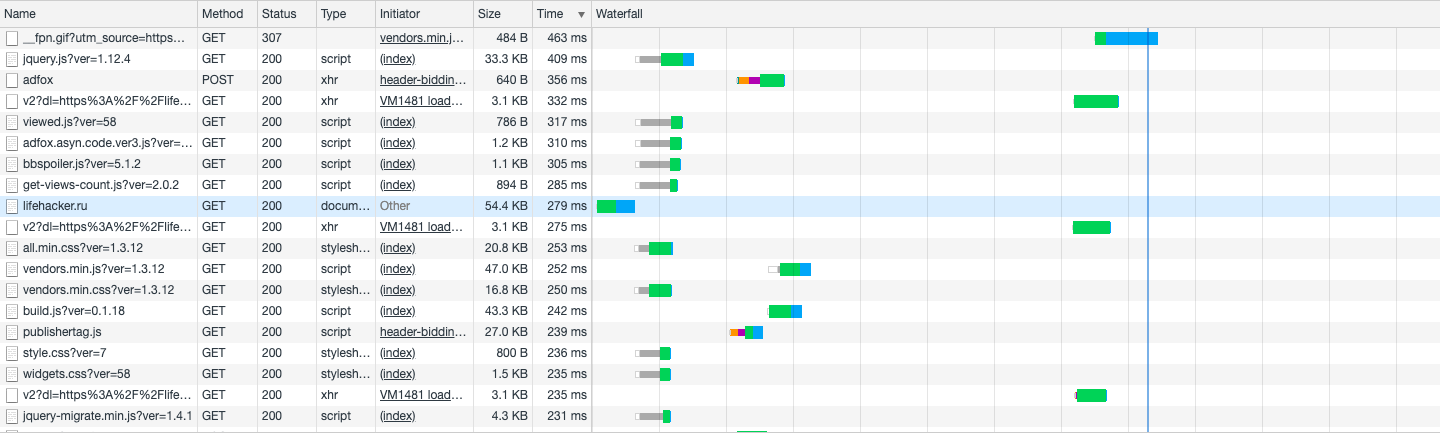 Name Method Status Type Initiator Size Time ▼ Waterfall
__fpn.gif?utm_source=https... GET 307 vendors.min.j... 484 B 463 ms
jquery.js?ver=1.12.4 GET 200 script (index) 33.3 KB 409 ms
adfox POST 200 xhr header-biddin... 640 B 356 ms
v2?dl=https%3A%2F%2Flife... GET 200 xhr VM1481 load... 3.1 KB 332 ms
viewed.js?ver=58 GET 200 script (index) 786 B 317 ms
adfox.asyn.code.ver3.js?ver=... GET 200 script (index) 1.2 KB 310 ms
bbspoiler.js?ver=5.1.2 GET 200 script (index) 1.1 KB 305 ms
get-views-count.js?ver=2.0.2 GET 200 script (index) 894 B 285 ms
lifehacker.ru GET 200 docum... Other 54.4 KB 279 ms
v2?dl=https%3A%2F%2Flife... GET 200 xhr VM1481 load... 3.1 KB 275 ms
all.min.css?ver=1.3.12 GET 200 stylesh... (index) 20.8 KB 253 ms
vendors.min.js?ver=1.3.12 GET 200 script (index) 47.0 KB 252 ms
vendors.min.css?ver=1.3.12 GET 200 stylesh... (index) 16.8 KB 250 ms
build.js?ver=0.1.18 GET 200 script (index) 43.3 KB 242 ms
publishertag.js GET 200 script header-biddin... 27.0 KB 239 ms
style.css?ver=7 GET 200 stylesh... (index) 800 B 236 ms
widgets.css?ver=58 GET 200 stylesh... (index) 1.5 KB 235 ms
v2?dl=https%3A%2F%2Flife... GET 200 xhr VM1481 load... 3.1 KB 235 ms
jquery-migrate.min.js?ver=1.4.1 GET 200 script (index) 4.3 KB 231 ms